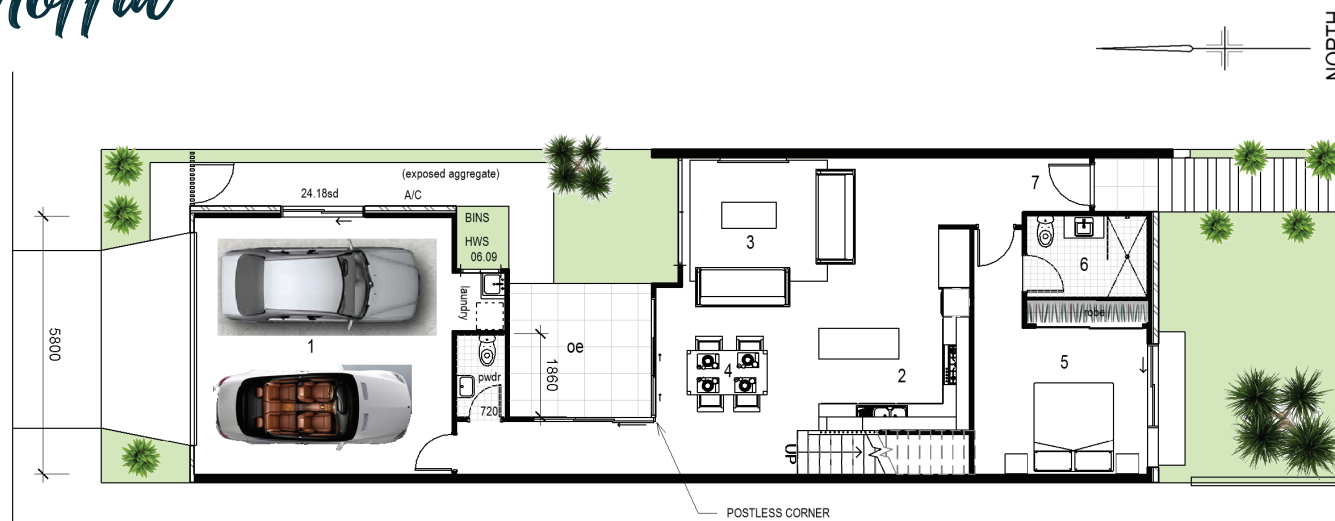 NORTH
(exposed aggregate)
24.18sd
A/C
BINS
HWS
06.09
laundry
pwdr
720
1
5800
oe
1860
3
4
2
UP
7
6
robe
5
POSTLESS CORNER